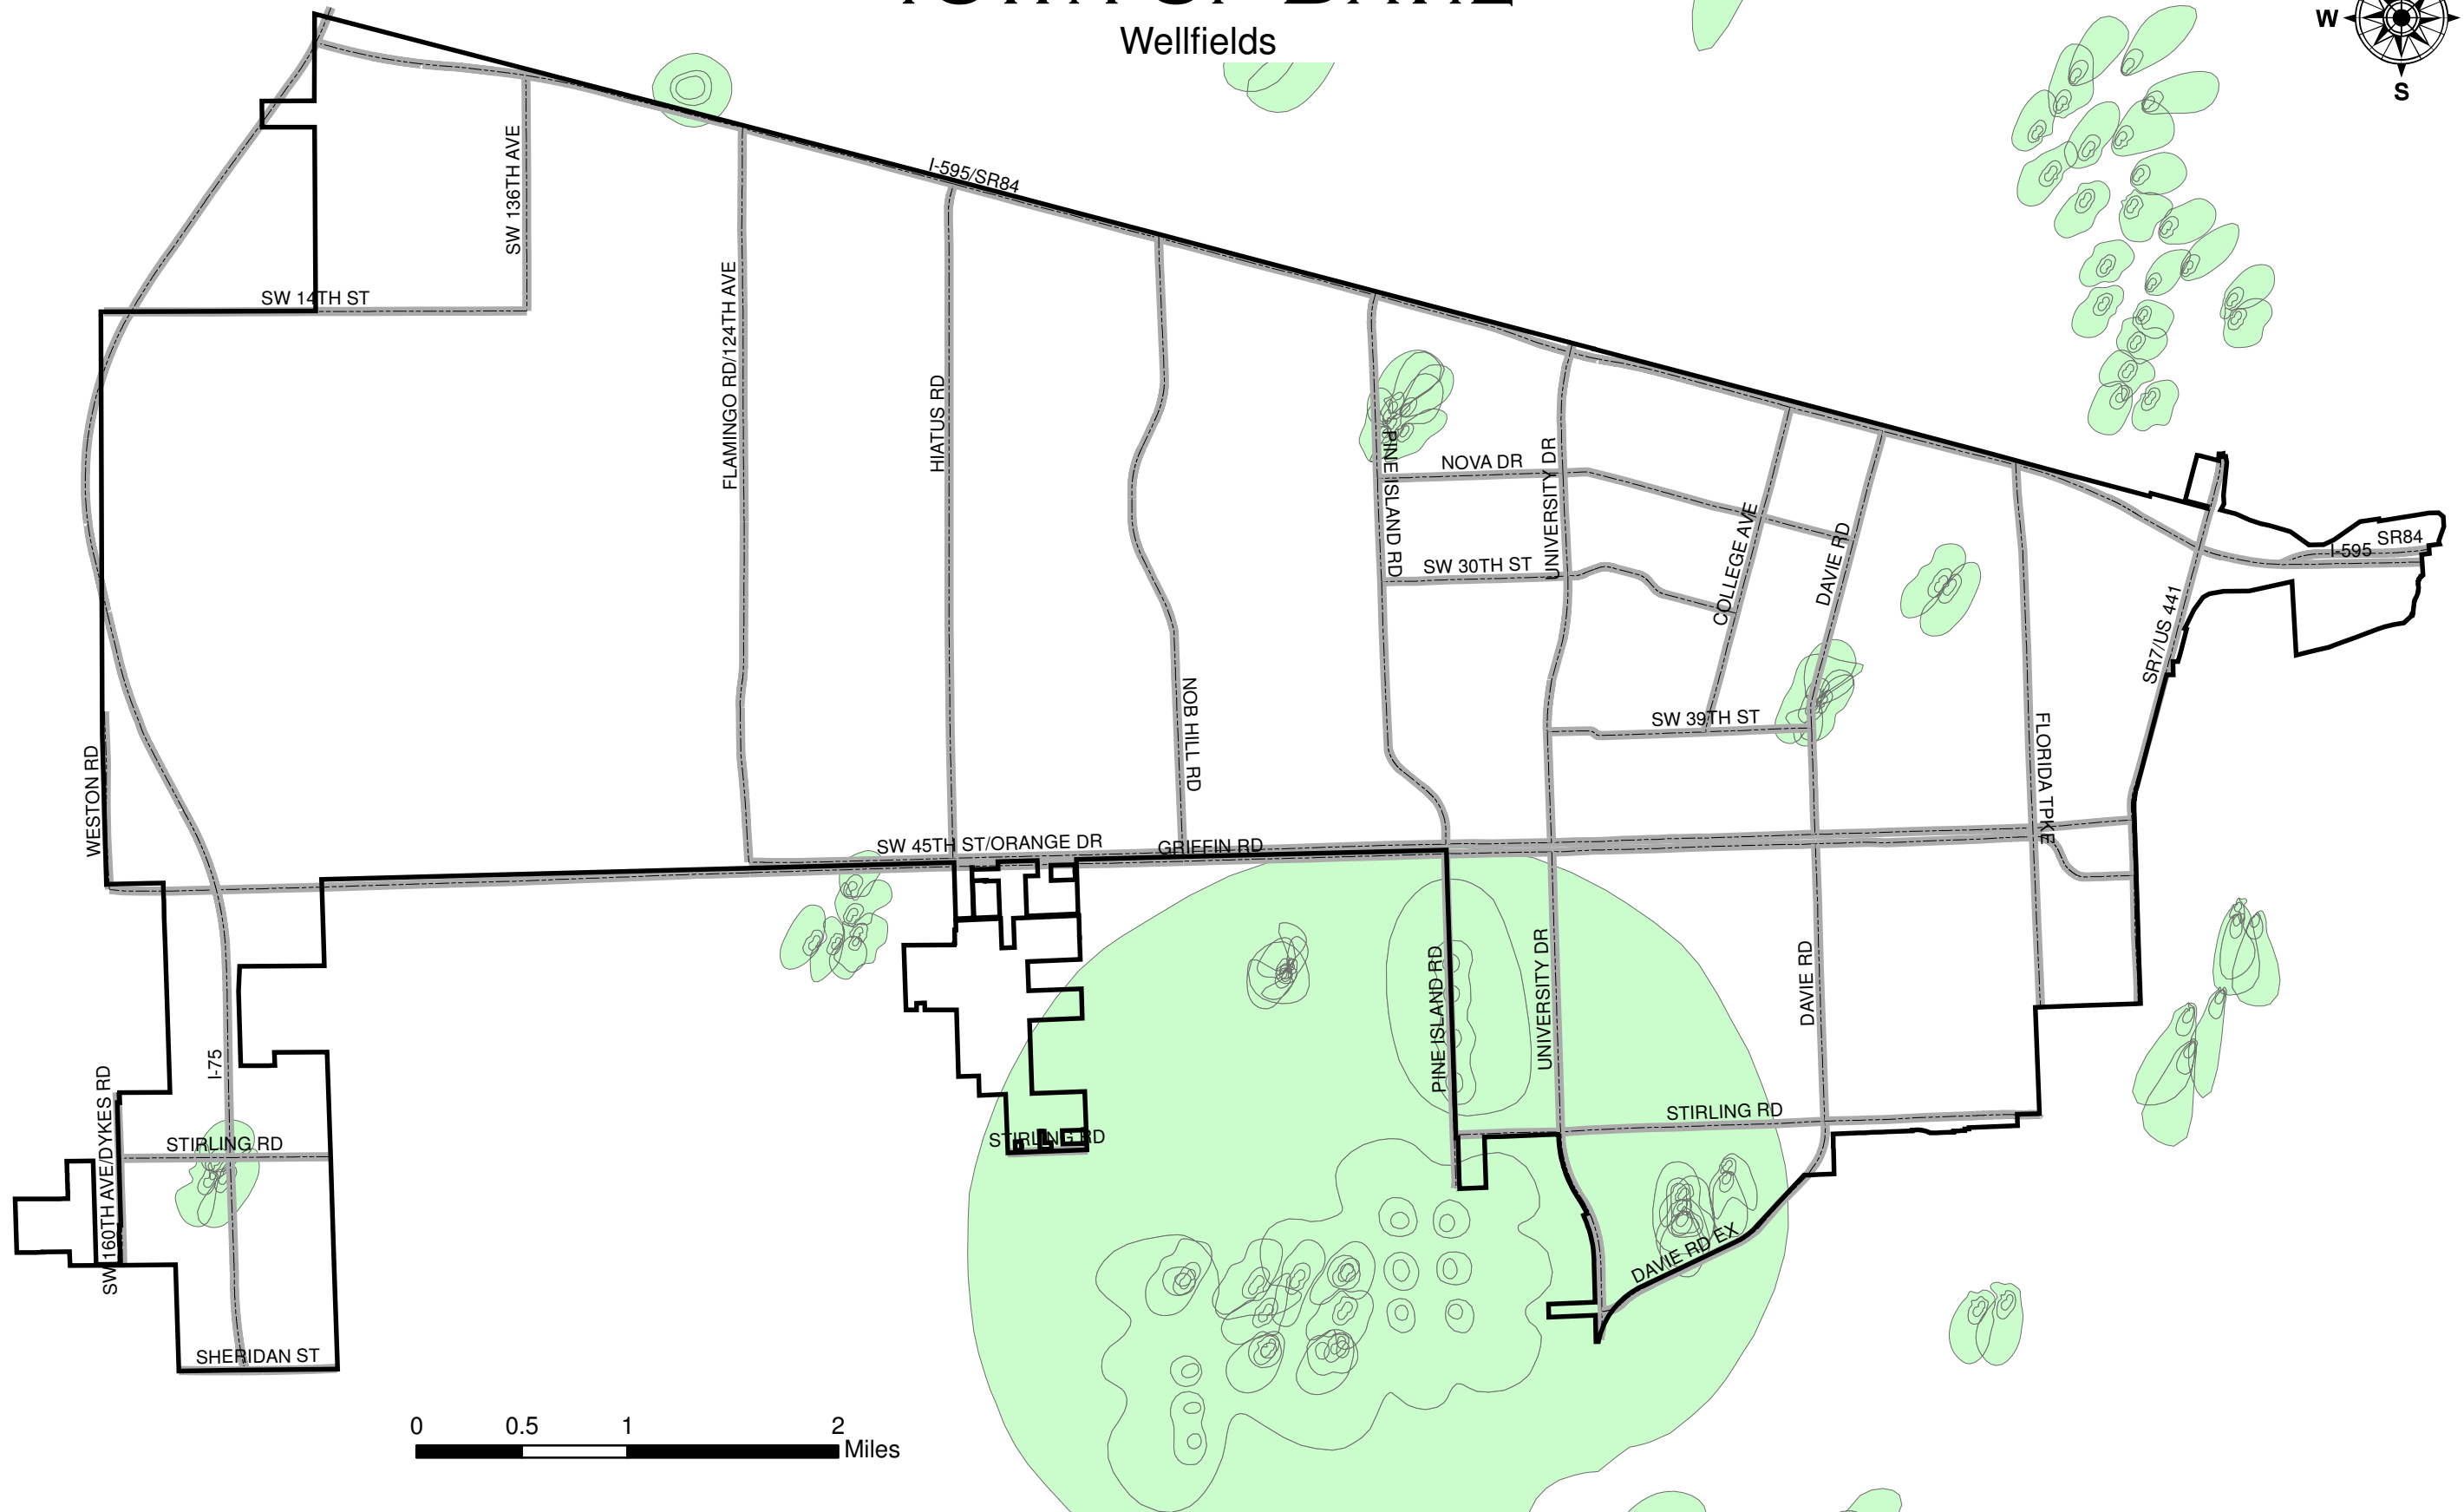 Wellfields
W
S
I-595/SR84
SW 136TH AVE
SW 14TH ST
FLAMINGO RD/124TH AVE
HIATUS RD
PINE ISLAND RD
NOVA DR
UNIVERSITY DR
COLLEGE AVE
DAVIE RD
SW 30TH ST
SR84
I-595
SR7/US 441
NOB HILL RD
SW 39TH ST
FLORIDA TPKE
WESTON RD
SW 45TH ST/ORANGE DR
GRIFFIN RD
PINE ISLAND RD
UNIVERSITY DR
DAVIE RD
I-75
SW 160TH AVE/DYKES RD
STIRLING RD
STIRLING RD
STIRLING RD
DAVIE RD EX
SHERIDAN ST
0 0.5 1 2
Miles